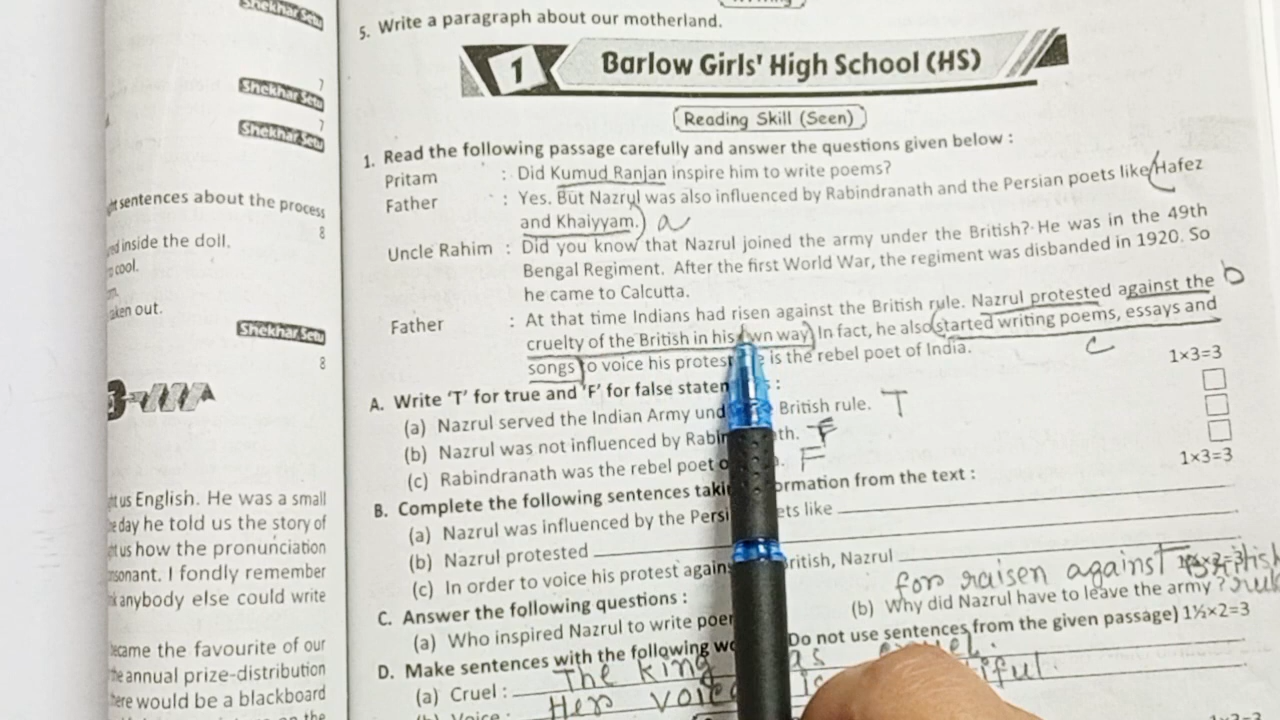 Shekhar Setu
7
Shekhar Setu
7
Shekhar Setu
sentences about the process
8
inside the doll.
cool.
aken out.
Shekhar Setu
8
us English. He was a small
day he told us the story of
us how the pronunciation
nsonant. I fondly remember
anybody else could write
became the favourite of our
annual prize-distribution
here would be a blackboard
on the
5. Write a paragraph about our motherland.
1 Barlow Girls' High School (HS)
Reading Skill (Seen)
1. Read the following passage carefully and answer the questions given below :
Pritam : Did Kumud Ranjan inspire him to write poems?
Father : Yes. But Nazrul was also influenced by Rabindranath and the Persian poets like Hafez
and Khaiyyam. a
Uncle Rahim : Did you know that Nazrul joined the army under the British? He was in the 49th
Bengal Regiment. After the first World War, the regiment was disbanded in 1920. So
he came to Calcutta.
Father : At that time Indians had risen against the British rule. Nazrul protested against the b
cruelty of the British in his own way. In fact, he also started writing poems, essays and
songs to voice his protest is the rebel poet of India. c
1×3=3
A. Write 'T' for true and 'F' for false :
(a) Nazrul served the Indian Army British rule. T
(b) Nazrul was not influenced by F
(c) Rabindranath was the rebel poet F
1×3=3
B. Complete the following sentences information from the text :
(a) Nazrul was influenced by the like
(b) Nazrul protested
(c) In order to voice his protest British, Nazrul
for raisen against
C. Answer the following questions :
(a) Who inspired Nazrul to write (b) Why did Nazrul have to leave the army ?
D. Make sentences with the following Do not use sentences from the given passage) 1½×2=3
(a) Cruel : The king
Voice : Her